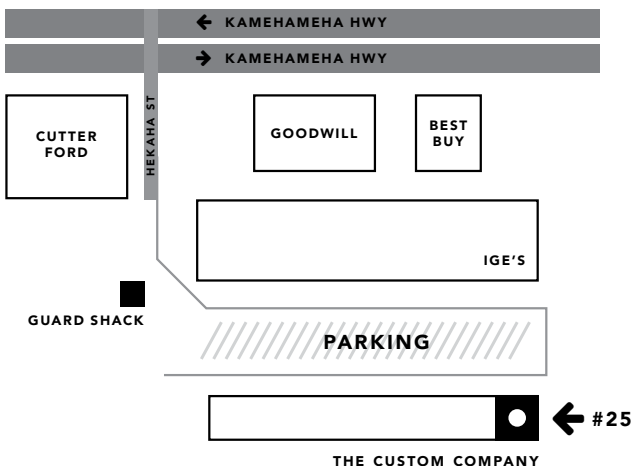 ← KAMEHAMEHA HWY
→ KAMEHAMEHA HWY
HEKAHA ST
CUTTER
FORD
GOODWILL
BEST
BUY
IGE'S
GUARD SHACK
PARKING
← #25
THE CUSTOM COMPANY